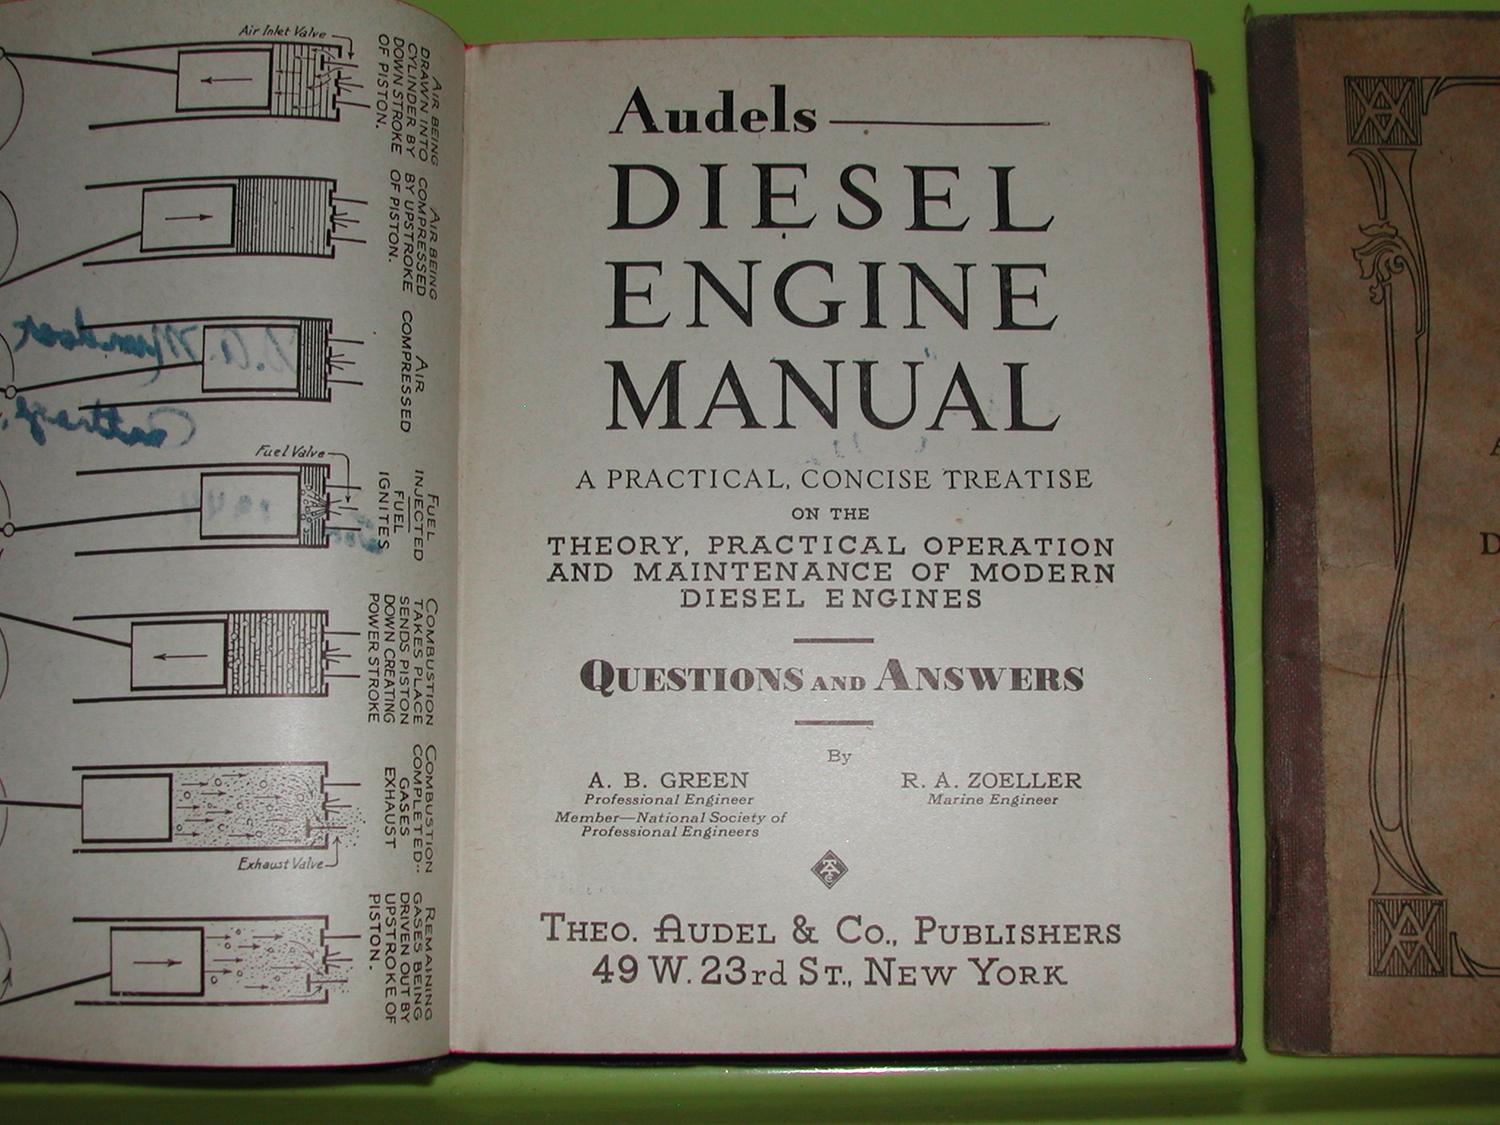 Air Inlet Valve
AIR BEING
DRAWN INTO
CYLINDER BY
DOWN STROKE
OF PISTON.
AIR BEING
COMPRESSED
BY UPSTROKE
OF PISTON.
AIR
COMPRESSED
Fuel Valve
FUEL
INJECTED
FUEL
IGNITES
COMBUSTION
TAKES PLACE
SENDS PISTON
DOWN CREATING
POWER STROKE
COMBUSTION
COMPLETED--
GASES
EXHAUST
Exhaust Valve
REMAINING
GASES BEING
DRIVEN OUT BY
UPSTROKE OF
PISTON.
Audels
DIESEL
ENGINE
MANUAL
A PRACTICAL, CONCISE TREATISE
ON THE
THEORY, PRACTICAL OPERATION
AND MAINTENANCE OF MODERN
DIESEL ENGINES
QUESTIONS AND ANSWERS
By
A. B. GREEN
Professional Engineer
Member—National Society of
Professional Engineers
R. A. ZOELLER
Marine Engineer
THEO. AUDEL & CO., PUBLISHERS
49 W. 23rd ST., NEW YORK